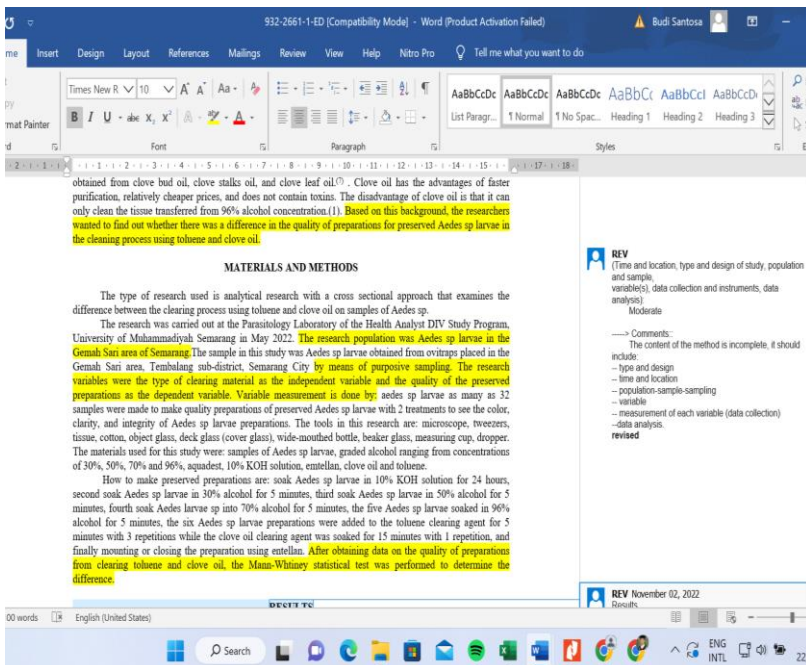 932-2661-1-ED [Compatibility Mode] - Word (Product Activation Failed)
Budi Santosa
me Insert Design Layout References Mailings Review View Help Nitro Pro Tell me what you want to do
Times New R 10 A A Aa
AaBbCcDc AaBbCcDc AaBbCcDc AaBbCc AaBbCcI AaBbCcD
rmat Painter
B I U abc X₂ X² A A
List Paragr... ¶ Normal ¶ No Spac... Heading 1 Heading 2 Heading 3
Font Paragraph Styles
obtained from clove bud oil, clove stalks oil, and clove leaf oil.(7) . Clove oil has the advantages of faster
purification, relatively cheaper prices, and does not contain toxins. The disadvantage of clove oil is that it can
only clean the tissue transferred from 96% alcohol concentration.(1). Based on this background, the researchers
wanted to find out whether there was a difference in the quality of preparations for preserved Aedes sp larvae in
the cleaning process using toluene and clove oil.
MATERIALS AND METHODS
The type of research used is analytical research with a cross sectional approach that examines the
difference between the clearing process using toluene and clove oil on samples of Aedes sp.
The research was carried out at the Parasitology Laboratory of the Health Analyst DIV Study Program,
University of Muhammadiyah Semarang in May 2022. The research population was Aedes sp larvae in the
Gemah Sari area of Semarang.The sample in this study was Aedes sp larvae obtained from ovitraps placed in the
Gemah Sari area, Tembalang sub-district, Semarang City by means of purposive sampling. The research
variables were the type of clearing material as the independent variable and the quality of the preserved
preparations as the dependent variable. Variable measurement is done by: aedes sp larvae as many as 32
samples were made to make quality preparations of preserved Aedes sp larvae with 2 treatments to see the color,
clarity, and integrity of Aedes sp larvae preparations. The tools in this research are: microscope, tweezers,
tissue, cotton, object glass, deck glass (cover glass), wide-mouthed bottle, beaker glass, measuring cup, dropper.
The materials used for this study were: samples of Aedes sp larvae, graded alcohol ranging from concentrations
of 30%, 50%, 70% and 96%, aquadest, 10% KOH solution, emtellan, clove oil and toluene.
How to make preserved preparations are: soak Aedes sp larvae in 10% KOH solution for 24 hours,
second soak Aedes sp larvae in 30% alcohol for 5 minutes, third soak Aedes sp larvae in 50% alcohol for 5
minutes, fourth soak Aedes larvae sp into 70% alcohol for 5 minutes, the five Aedes sp larvae soaked in 96%
alcohol for 5 minutes, the six Aedes sp larvae preparations were added to the toluene clearing agent for 5
minutes with 3 repetitions while the clove oil clearing agent was soaked for 15 minutes with 1 repetition, and
finally mounting or closing the preparation using entellan. After obtaining data on the quality of preparations
from clearing toluene and clove oil, the Mann-Whtiney statistical test was performed to determine the
difference.
RESULTS
REV
(Time and location, type and design of study, population
and sample,
variable(s), data collection and instruments, data
analysis):
Moderate
-----> Comments::
The content of the method is incomplete, it should
include:
-- type and design
-- time and location
-- population-sample-sampling
-- variable
-- measurement of each variable (data collection)
--data analysis.
revised
REV November 02, 2022
Results
00 words English (United States)
Search
ENG
INTL
22